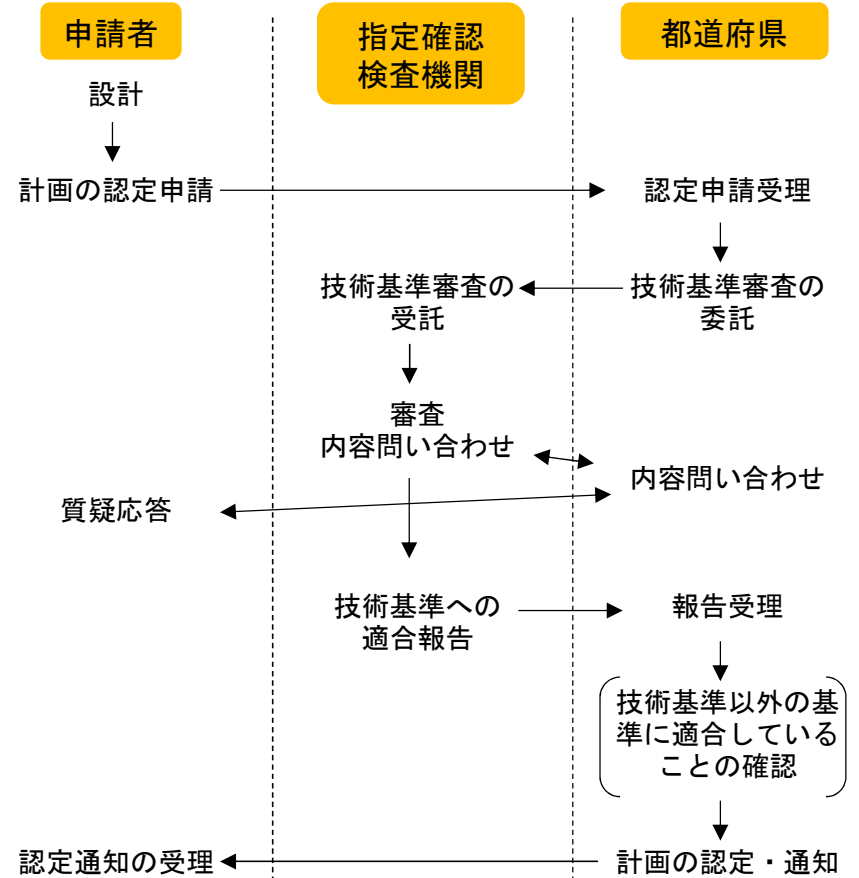 申請者
指定確認
検査機関
都道府県
設計
計画の認定申請
認定申請受理
技術基準審査の
受託
技術基準審査の
委託
審査
内容問い合わせ
内容問い合わせ
質疑応答
技術基準への
適合報告
報告受理
技術基準以外の基
準に適合している
ことの確認
認定通知の受理
計画の認定・通知